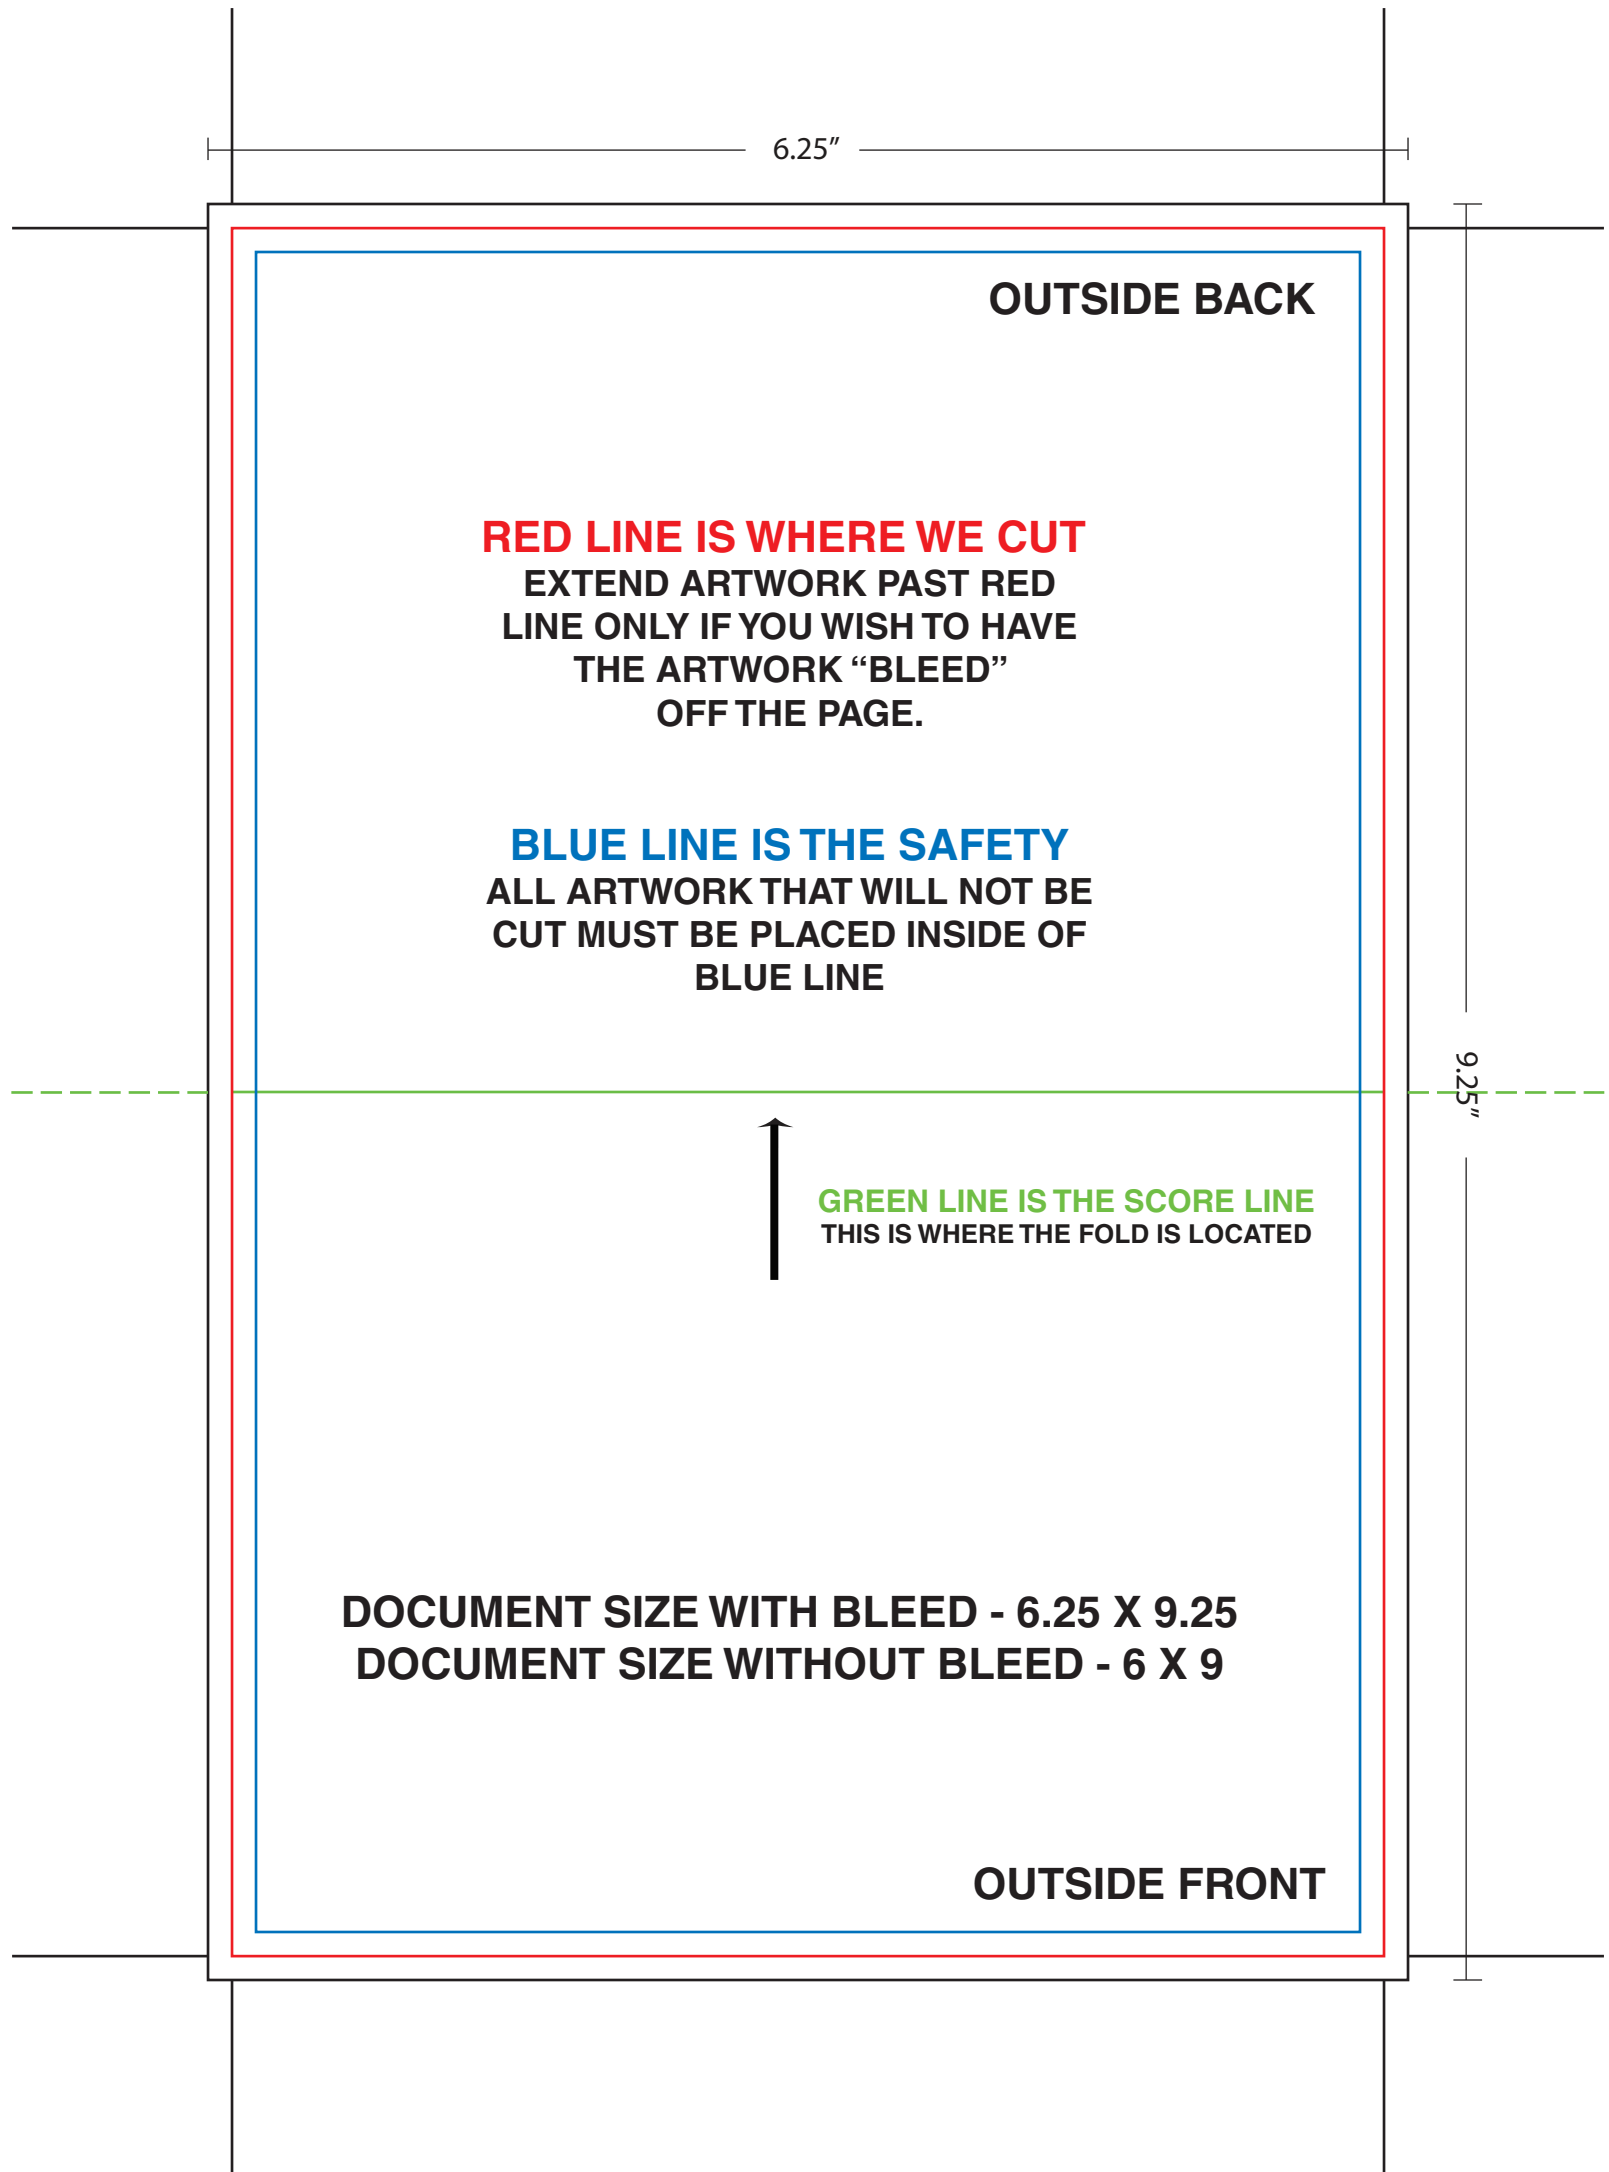 6.25”
OUTSIDE BACK
RED LINE IS WHERE WE CUT
EXTEND ARTWORK PAST RED
LINE ONLY IF YOU WISH TO HAVE
THE ARTWORK “BLEED”
OFF THE PAGE.
BLUE LINE IS THE SAFETY
ALL ARTWORK THAT WILL NOT BE
CUT MUST BE PLACED INSIDE OF
BLUE LINE
9.25”
GREEN LINE IS THE SCORE LINE
THIS IS WHERE THE FOLD IS LOCATED
DOCUMENT SIZE WITH BLEED - 6.25 X 9.25
DOCUMENT SIZE WITHOUT BLEED - 6 X 9
OUTSIDE FRONT